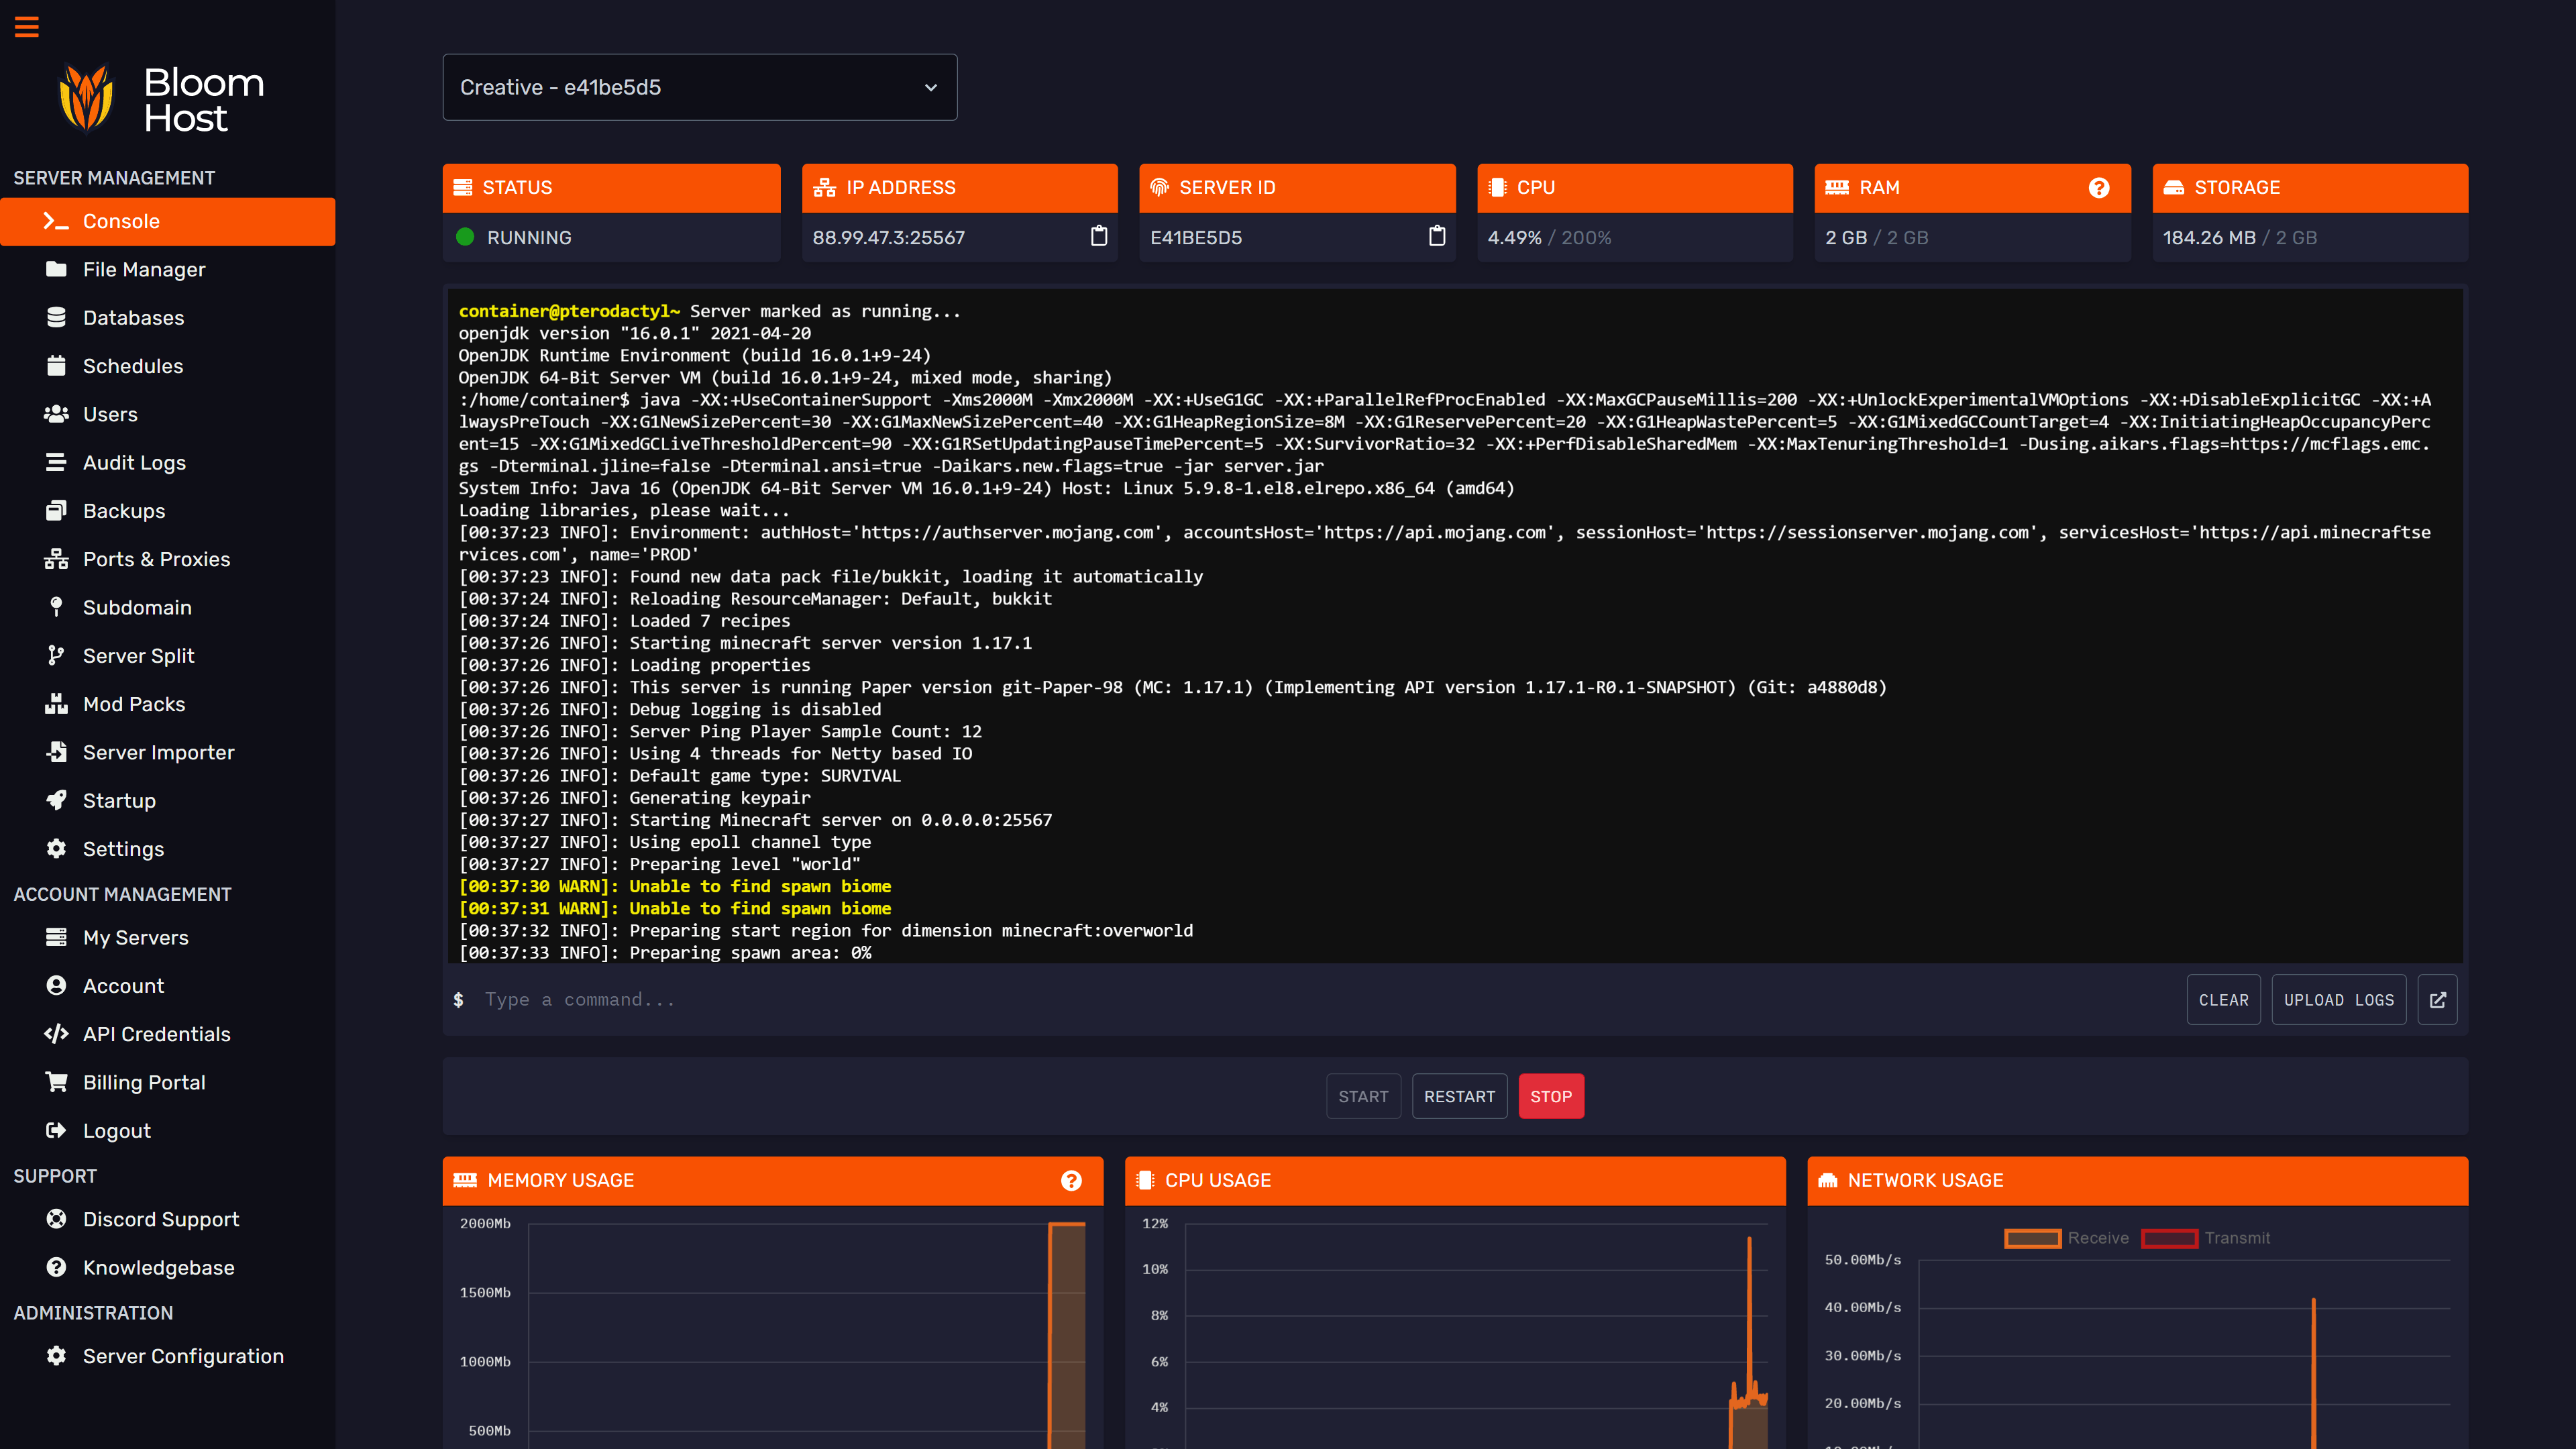 Bloom
Host
SERVER MANAGEMENT
Console
File Manager
Databases
Schedules
Users
Audit Logs
Backups
Ports & Proxies
Subdomain
Server Split
Mod Packs
Server Importer
Startup
Settings
ACCOUNT MANAGEMENT
My Servers
Account
API Credentials
Billing Portal
Logout
SUPPORT
Discord Support
Knowledgebase
ADMINISTRATION
Server Configuration
Creative - e41be5d5
STATUS
RUNNING
IP ADDRESS
88.99.47.3:25567
SERVER ID
E41BE5D5
CPU
4.49% / 200%
RAM
2 GB / 2 GB
STORAGE
184.26 MB / 2 GB
container@pterodactyl~ Server marked as running...
openjdk version "16.0.1" 2021-04-20
OpenJDK Runtime Environment (build 16.0.1+9-24)
OpenJDK 64-Bit Server VM (build 16.0.1+9-24, mixed mode, sharing)
:/home/container$ java -XX:+UseContainerSupport -Xms2000M -Xmx2000M -XX:+UseG1GC -XX:+ParallelRefProcEnabled -XX:MaxGCPauseMillis=200 -XX:+UnlockExperimentalVMOptions -XX:+DisableExplicitGC -XX:+A
lwaysPreTouch -XX:G1NewSizePercent=30 -XX:G1MaxNewSizePercent=40 -XX:G1HeapRegionSize=8M -XX:G1ReservePercent=20 -XX:G1HeapWastePercent=5 -XX:G1MixedGCCountTarget=4 -XX:InitiatingHeapOccupancyPerc
ent=15 -XX:G1MixedGCLiveThresholdPercent=90 -XX:G1RSetUpdatingPauseTimePercent=5 -XX:SurvivorRatio=32 -XX:+PerfDisableSharedMem -XX:MaxTenuringThreshold=1 -Dusing.aikars.flags=https://mcflags.emc.
gs -Dterminal.jline=false -Dterminal.ansi=true -Daikars.new.flags=true -jar server.jar
System Info: Java 16 (OpenJDK 64-Bit Server VM 16.0.1+9-24) Host: Linux 5.9.8-1.el8.elrepo.x86_64 (amd64)
Loading libraries, please wait...
[00:37:23 INFO]: Environment: authHost='https://authserver.mojang.com', accountsHost='https://api.mojang.com', sessionHost='https://sessionserver.mojang.com', servicesHost='https://api.minecraftse
rvices.com', name='PROD'
[00:37:23 INFO]: Found new data pack file/bukkit, loading it automatically
[00:37:24 INFO]: Reloading ResourceManager: Default, bukkit
[00:37:24 INFO]: Loaded 7 recipes
[00:37:26 INFO]: Starting minecraft server version 1.17.1
[00:37:26 INFO]: Loading properties
[00:37:26 INFO]: This server is running Paper version git-Paper-98 (MC: 1.17.1) (Implementing API version 1.17.1-R0.1-SNAPSHOT) (Git: a4880d8)
[00:37:26 INFO]: Debug logging is disabled
[00:37:26 INFO]: Server Ping Player Sample Count: 12
[00:37:26 INFO]: Using 4 threads for Netty based IO
[00:37:26 INFO]: Default game type: SURVIVAL
[00:37:26 INFO]: Generating keypair
[00:37:27 INFO]: Starting Minecraft server on 0.0.0.0:25567
[00:37:27 INFO]: Using epoll channel type
[00:37:27 INFO]: Preparing level "world"
[00:37:30 WARN]: Unable to find spawn biome
[00:37:31 WARN]: Unable to find spawn biome
[00:37:32 INFO]: Preparing start region for dimension minecraft:overworld
[00:37:33 INFO]: Preparing spawn area: 0%
$ Type a command...
CLEAR
UPLOAD LOGS
START
RESTART
STOP
MEMORY USAGE
2000Mb
1500Mb
1000Mb
500Mb
CPU USAGE
12%
10%
8%
6%
4%
NETWORK USAGE
Receive
Transmit
50.00Mb/s
40.00Mb/s
30.00Mb/s
20.00Mb/s